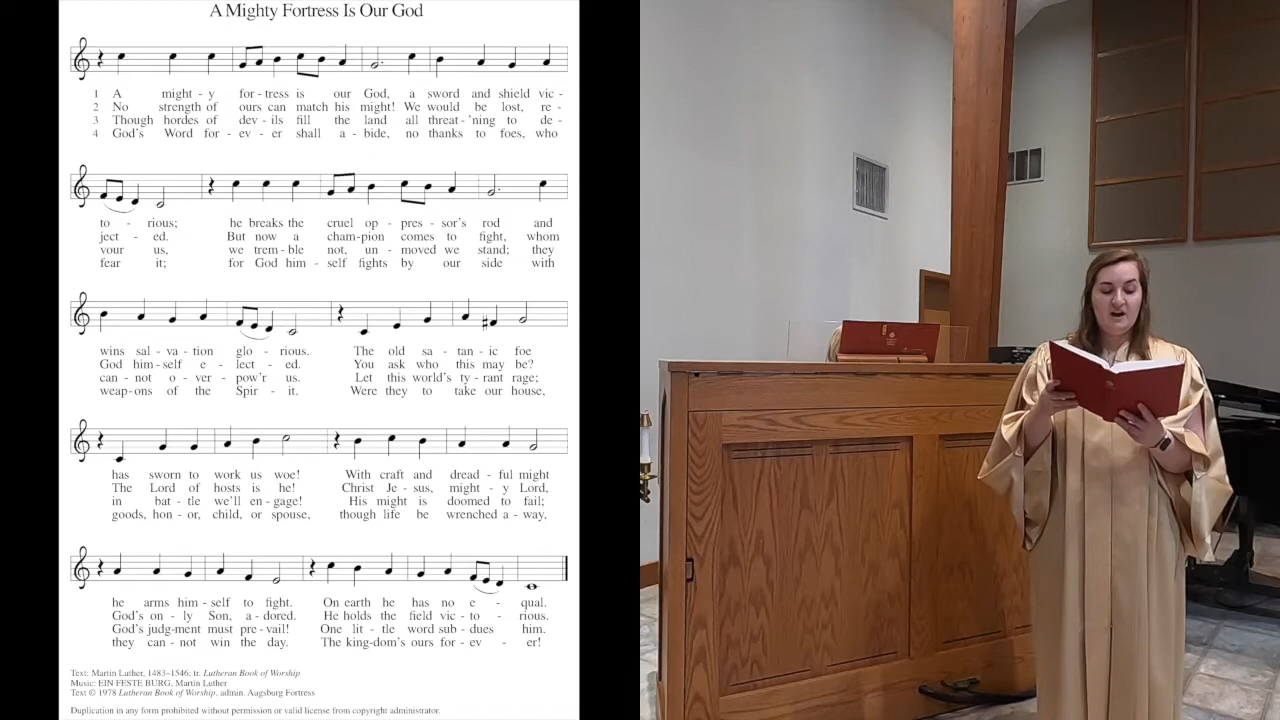 A Mighty Fortress Is Our God
1 A might - y for - tress is our God, a sword and shield vic -
2 No strength of ours can match his might! We would be lost, re -
3 Though hordes of dev - ils fill the land all threat - 'ning to de -
4 God's Word for - ev - er shall a - bide, no thanks to foes, who
to - rious; he breaks the cruel op - pres - sor's rod and
ject - ed. But now a cham - pion comes to fight, whom
vour us, we trem - ble not, un - moved we stand; they
fear it; for God him - self fights by our side with
wins sal - va - tion glo - rious. The old sa - tan - ic foe
God him - self e - lect - ed. You ask who this may be?
can - not o - ver - pow'r us. Let this world's ty - rant rage;
weap - ons of the Spir - it. Were they to take our house,
has sworn to work us woe! With craft and dread - ful might
The Lord of hosts is he! Christ Je - sus, might - y Lord,
in bat - tle we'll en - gage! His might is doomed to fail;
goods, hon - or, child, or spouse, though life be wrenched a - way,
he arms him - self to fight. On earth he has no e - qual.
God's on - ly Son, a - dored. He holds the field vic - to - rious.
God's judg - ment must pre - vail! One lit - tle word sub - dues him.
they can - not win the day. The king - dom's ours for - ev - er!
Text: Martin Luther, 1483–1546; tr. Lutheran Book of Worship
Music: EIN FESTE BURG, Martin Luther
Text © 1978 Lutheran Book of Worship, admin. Augsburg Fortress
Duplication in any form prohibited without permission or valid license from copyright administrator.